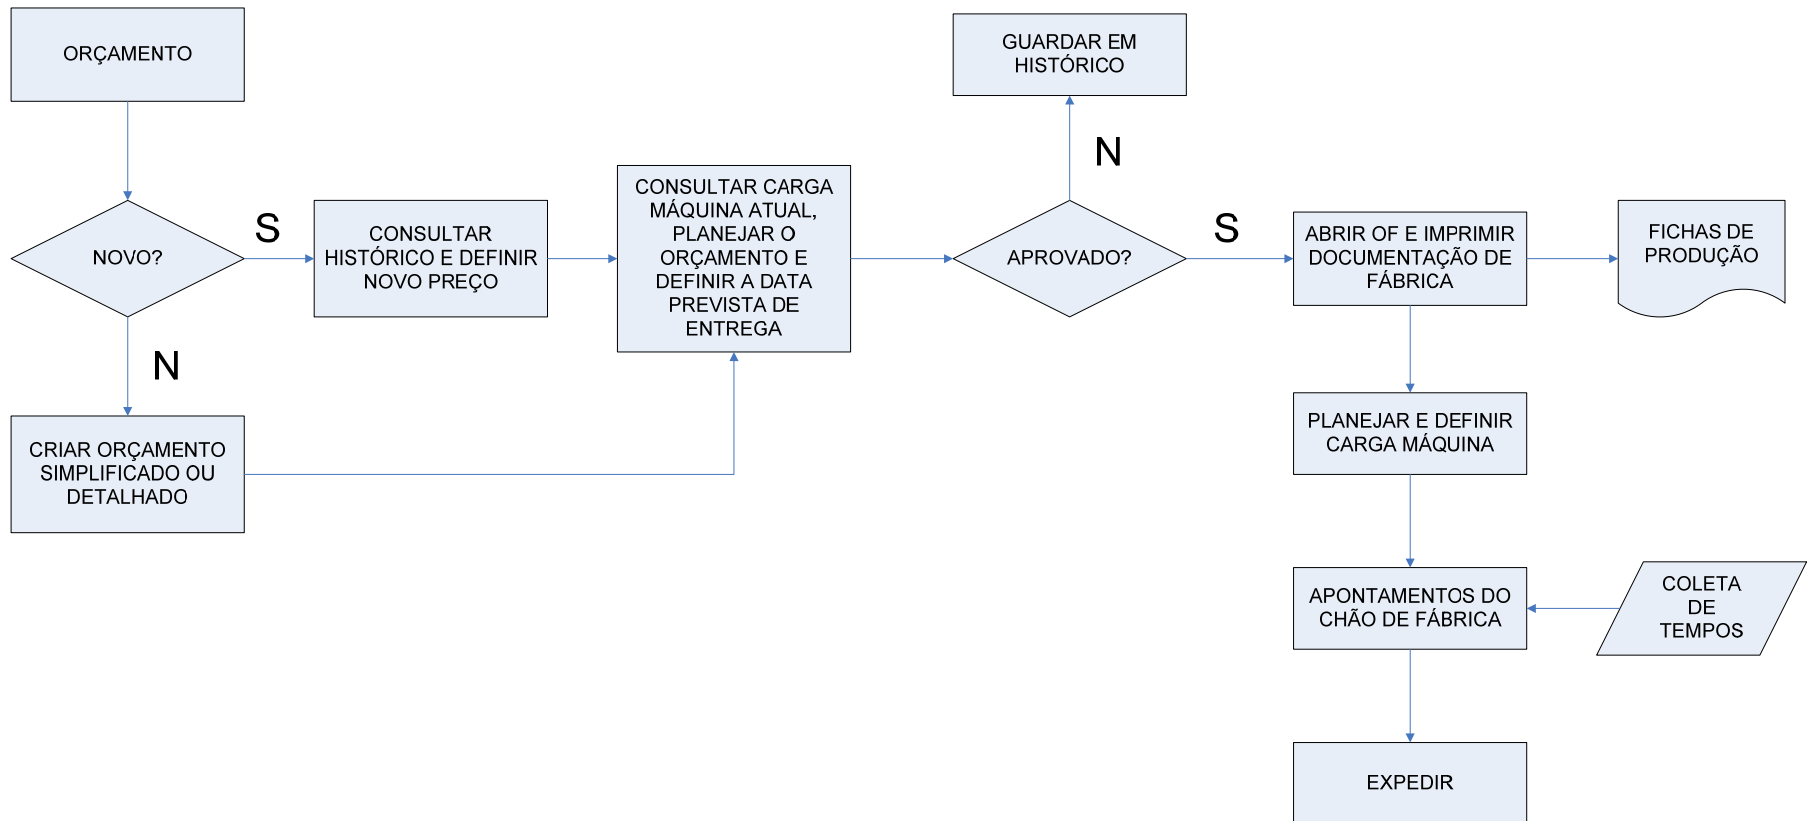 ORÇAMENTO
NOVO?
S
N
CRIAR ORÇAMENTO
SIMPLIFICADO OU
DETALHADO
CONSULTAR
HISTÓRICO E DEFINIR
NOVO PREÇO
CONSULTAR CARGA
MÁQUINA ATUAL,
PLANEJAR O
ORÇAMENTO E
DEFINIR A DATA
PREVISTA DE
ENTREGA
APROVADO?
N
GUARDAR EM
HISTÓRICO
S
ABRIR OF E IMPRIMIR
DOCUMENTAÇÃO DE
FÁBRICA
FICHAS DE
PRODUÇÃO
PLANEJAR E DEFINIR
CARGA MÁQUINA
APONTAMENTOS DO
CHÃO DE FÁBRICA
COLETA
DE
TEMPOS
EXPEDIR